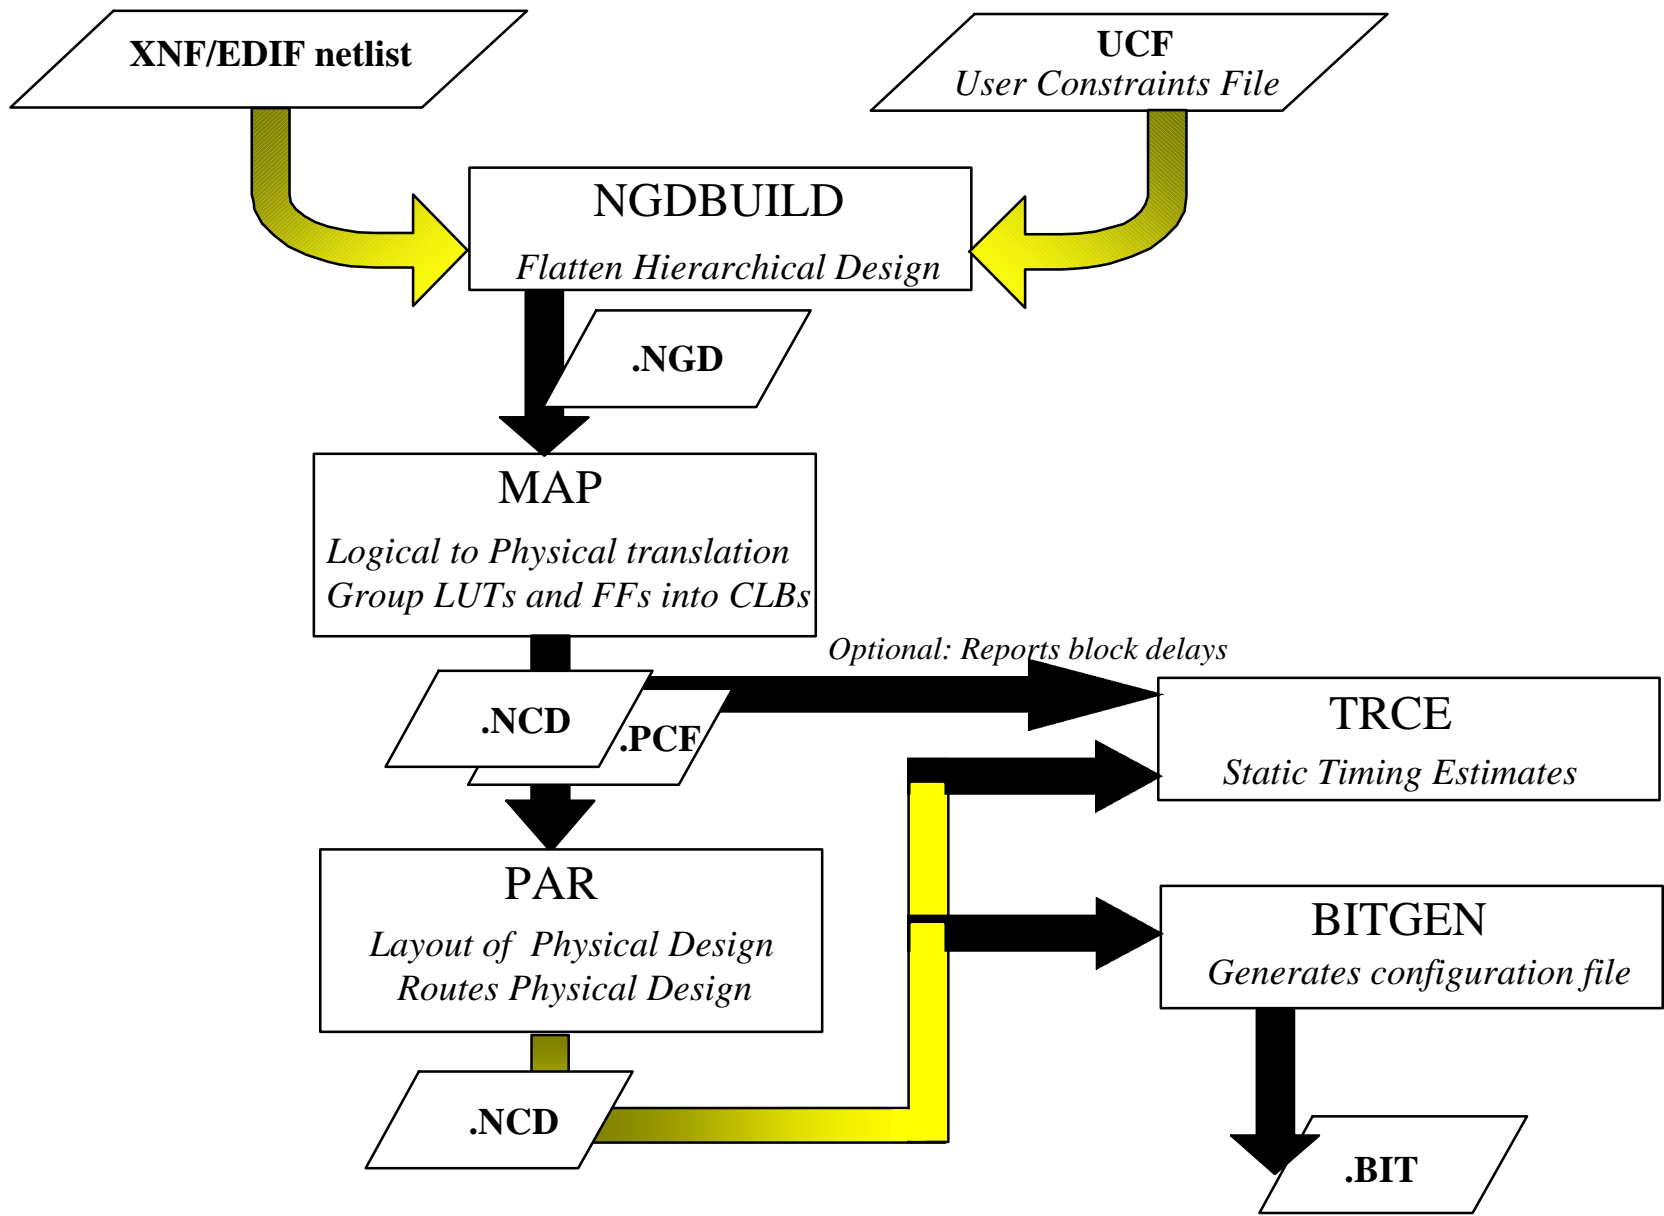 XNF/EDIF netlist
UCF
User Constraints File
NGDBUILD
Flatten Hierarchical Design
.NGD
MAP
Logical to Physical translation
Group LUTs and FFs into CLBs
Optional: Reports block delays
.NCD
.PCF
TRCE
Static Timing Estimates
PAR
Layout of Physical Design
Routes Physical Design
BITGEN
Generates configuration file
.NCD
.BIT